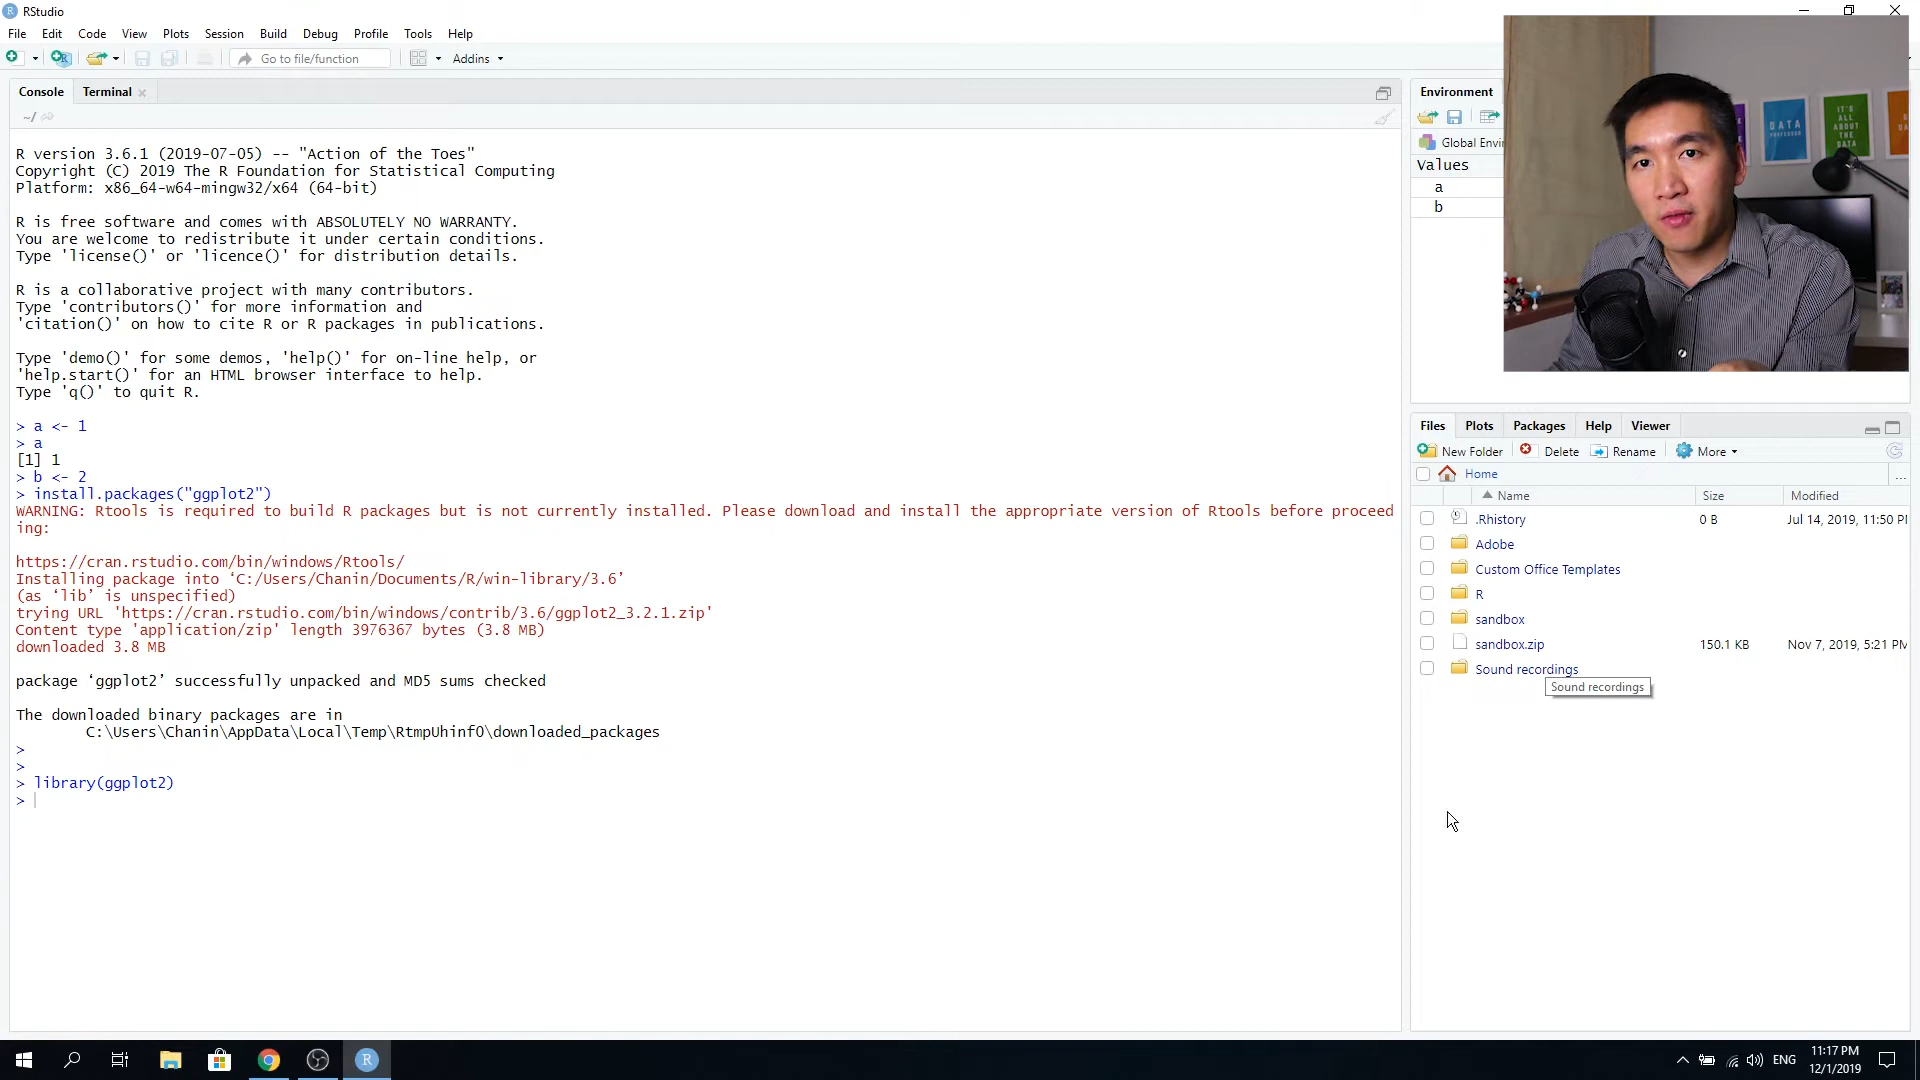 RStudio
File Edit Code View Plots Session Build Debug Profile Tools Help
Go to file/function Addins
Console Terminal
~/
R version 3.6.1 (2019-07-05) -- "Action of the Toes"
Copyright (C) 2019 The R Foundation for Statistical Computing
Platform: x86_64-w64-mingw32/x64 (64-bit)
R is free software and comes with ABSOLUTELY NO WARRANTY.
You are welcome to redistribute it under certain conditions.
Type 'license()' or 'licence()' for distribution details.
R is a collaborative project with many contributors.
Type 'contributors()' for more information and
'citation()' on how to cite R or R packages in publications.
Type 'demo()' for some demos, 'help()' for on-line help, or
'help.start()' for an HTML browser interface to help.
Type 'q()' to quit R.
> a <- 1
> a
[1] 1
> b <- 2
> install.packages("ggplot2")
WARNING: Rtools is required to build R packages but is not currently installed. Please download and install the appropriate version of Rtools before proceed
ing:
https://cran.rstudio.com/bin/windows/Rtools/
Installing package into ‘C:/Users/Chanin/Documents/R/win-library/3.6’
(as ‘lib’ is unspecified)
trying URL 'https://cran.rstudio.com/bin/windows/contrib/3.6/ggplot2_3.2.1.zip'
Content type 'application/zip' length 3976367 bytes (3.8 MB)
downloaded 3.8 MB
package ‘ggplot2’ successfully unpacked and MD5 sums checked
The downloaded binary packages are in
C:\Users\Chanin\AppData\Local\Temp\RtmpUhinf0\downloaded_packages
>
>
> library(ggplot2)
>
Environment
Global Envir
Values
a
b
DATA
PROFESSOR
IT'S
ALL
ABOUT
THE
DATA
Files Plots Packages Help Viewer
New Folder Delete Rename More
Home ...
Name Size Modified
.Rhistory 0 B Jul 14, 2019, 11:50 P
Adobe
Custom Office Templates
R
sandbox
sandbox.zip 150.1 KB Nov 7, 2019, 5:21 PM
Sound recordings
Sound recordings
ENG
11:17 PM
12/1/2019